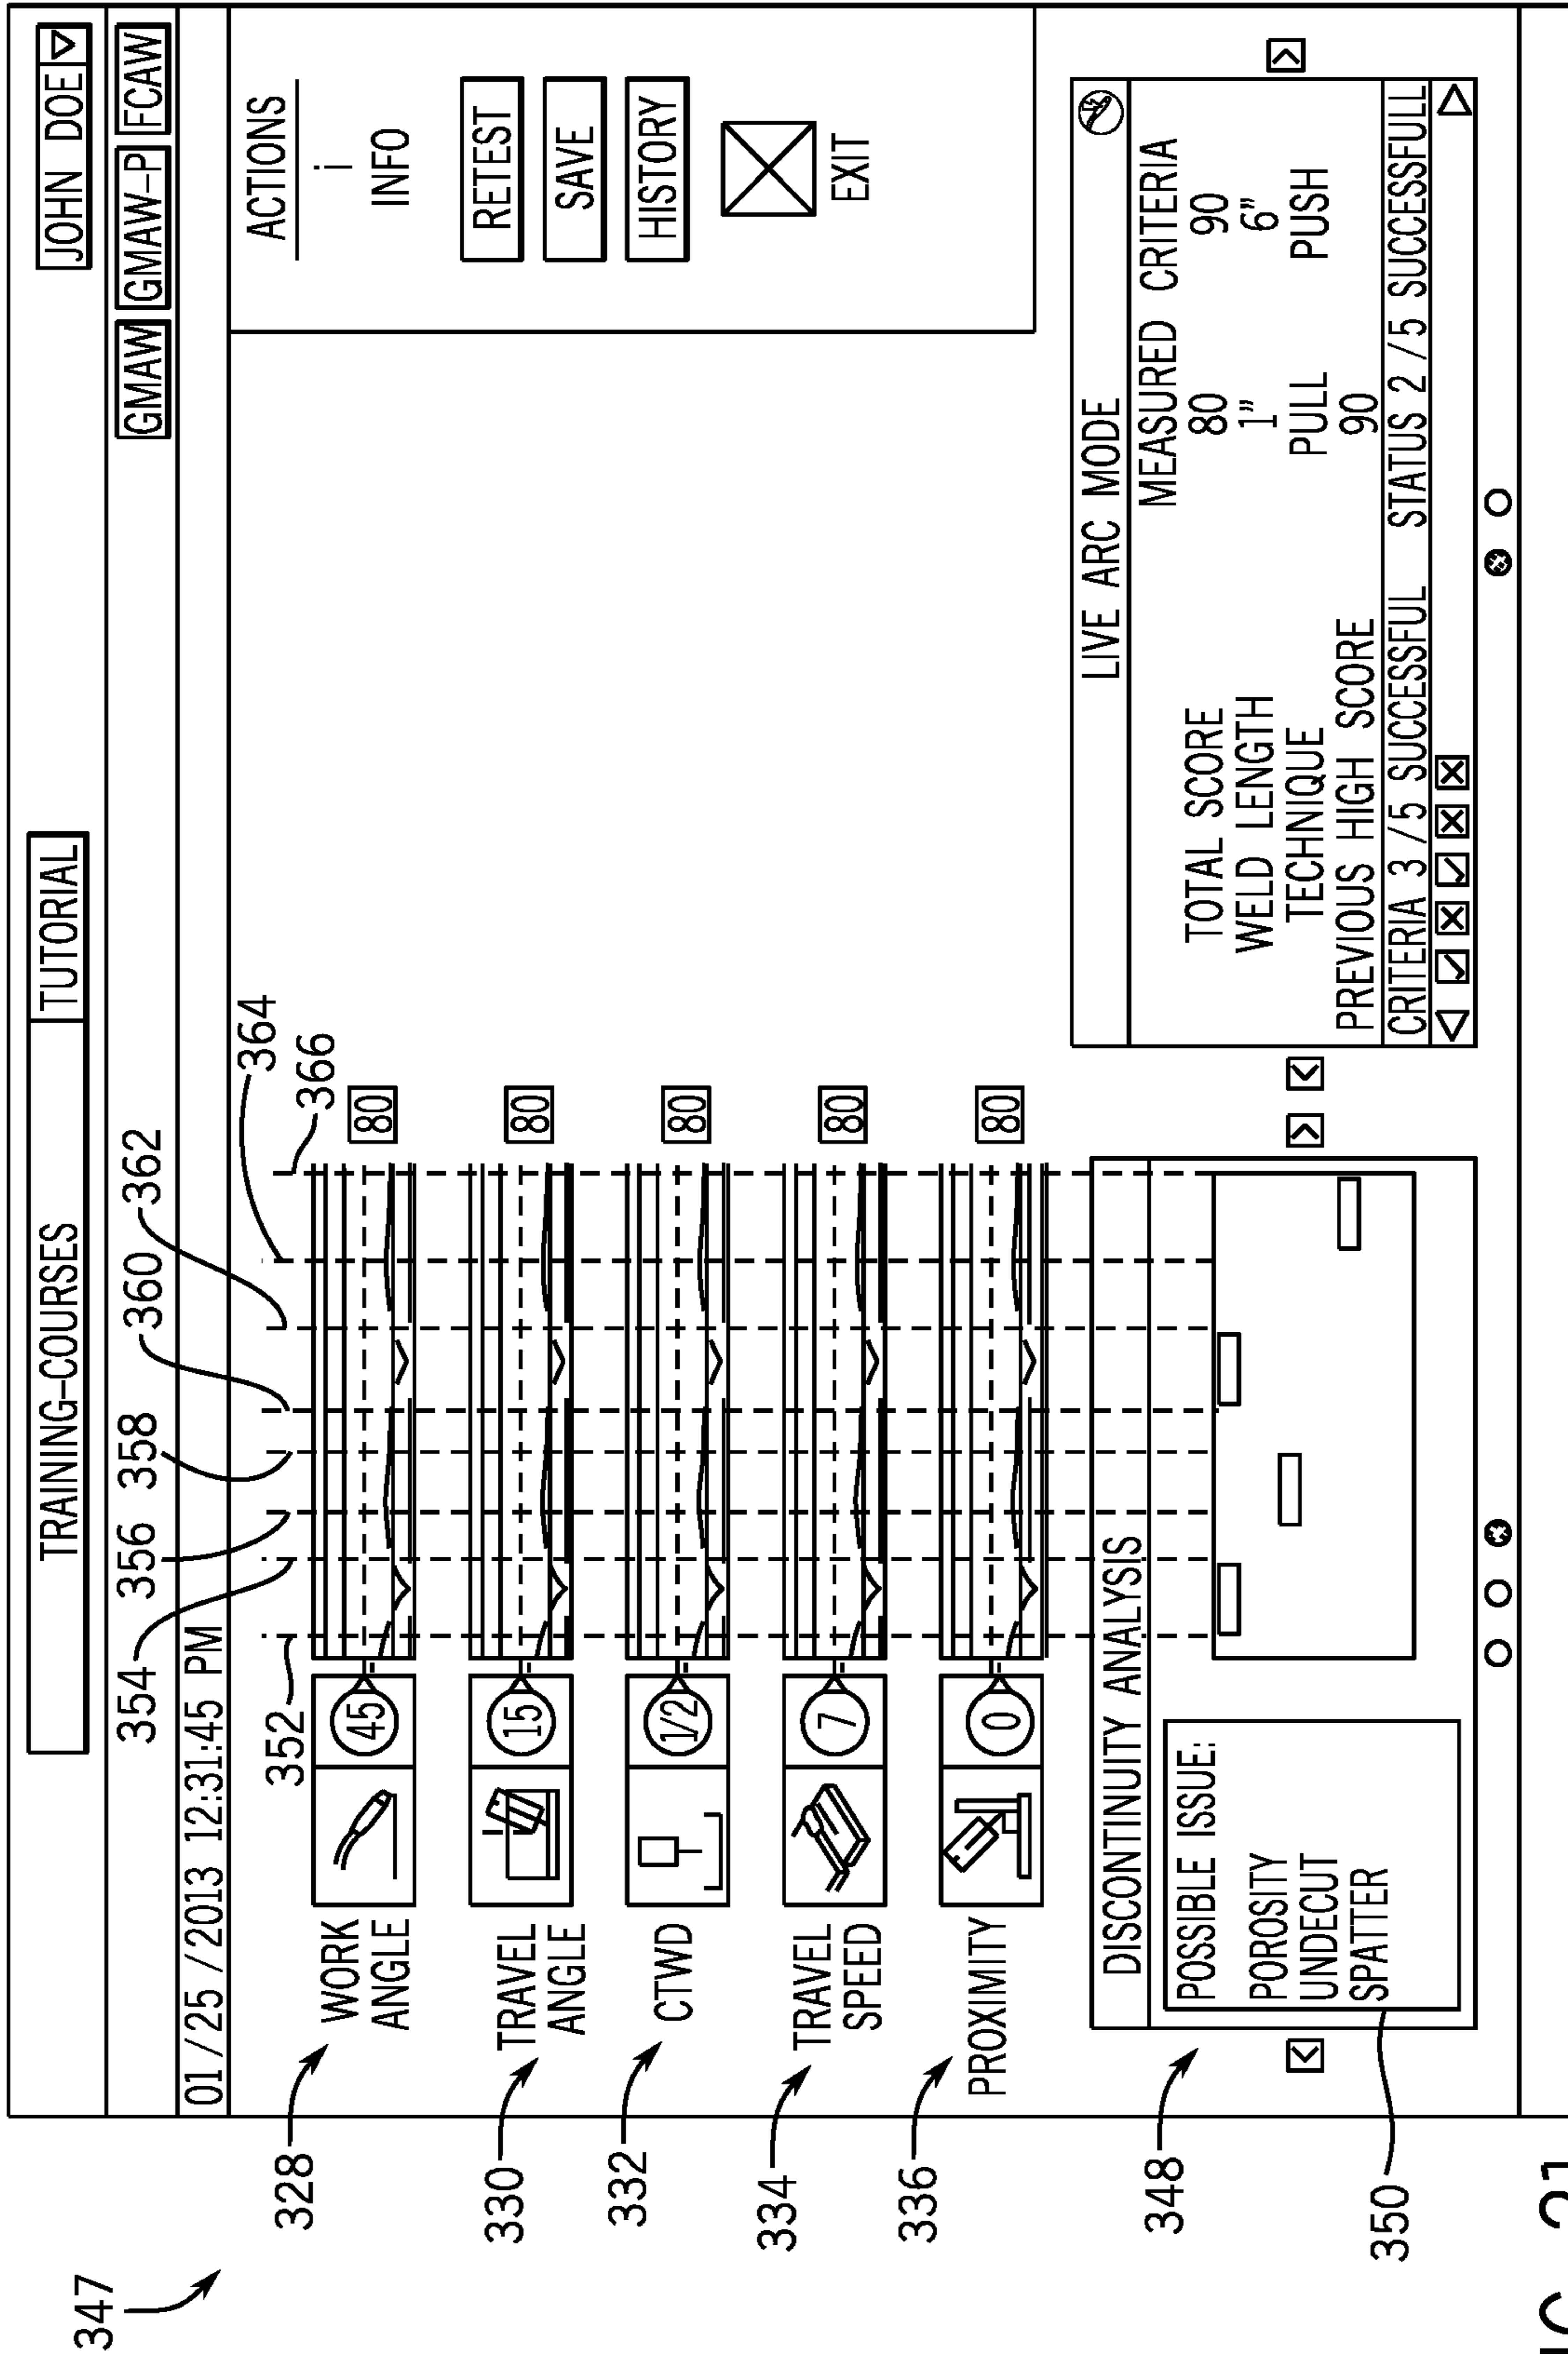 347
TRAINING-COURSES TUTORIAL
JOHN DOE
GMAW GMAW-P FCAW
354 356 358 360 362
01 /25 /2013 12:31:45 PM
352
364
366
328
WORK ANGLE
45
80
330
TRAVEL ANGLE
15
80
332
CTWD
1/2
80
334
TRAVEL SPEED
7
80
336
PROXIMITY
0
80
ACTIONS
i
INFO
RETEST
SAVE
HISTORY
EXIT
348
DISCONTINUITY ANALYSIS
POSSIBLE ISSUE:
POROSITY
UNDECUT
SPATTER
350
LIVE ARC MODE
MEASURED CRITERIA
TOTAL SCORE 80 90
WELD LENGTH 1" 6"
TECHNIQUE PULL PUSH
PREVIOUS HIGH SCORE 90
CRITERIA 3 /5 SUCCESSFUL STATUS 2 /5 SUCCESSFULL